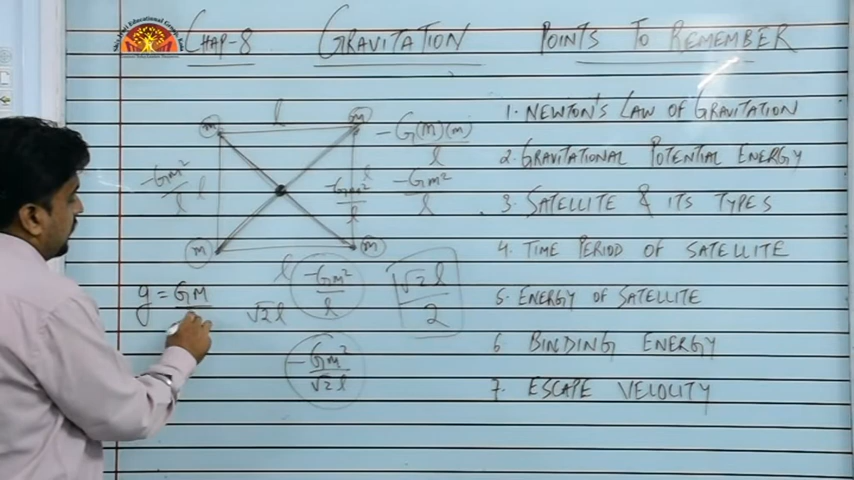 CHAP-8 GRAVITATION POINTS TO REMEMBER
l
m m
-G(m)(m)
l
1. NEWTON'S LAW OF GRAVITATION
2. GRAVITATIONAL POTENTIAL ENERGY
3. SATELLITE & ITS TYPES
4. TIME PERIOD OF SATELLITE
5. ENERGY OF SATELLITE
6 BINDING ENERGY
7. ESCAPE VELOCITY
-Gm²
l
l
l
-Gm²
l
-Gm²
l
m m
l
-Gm²
l
√2l
√2 l
2
-Gm²
√2 l
g = GM